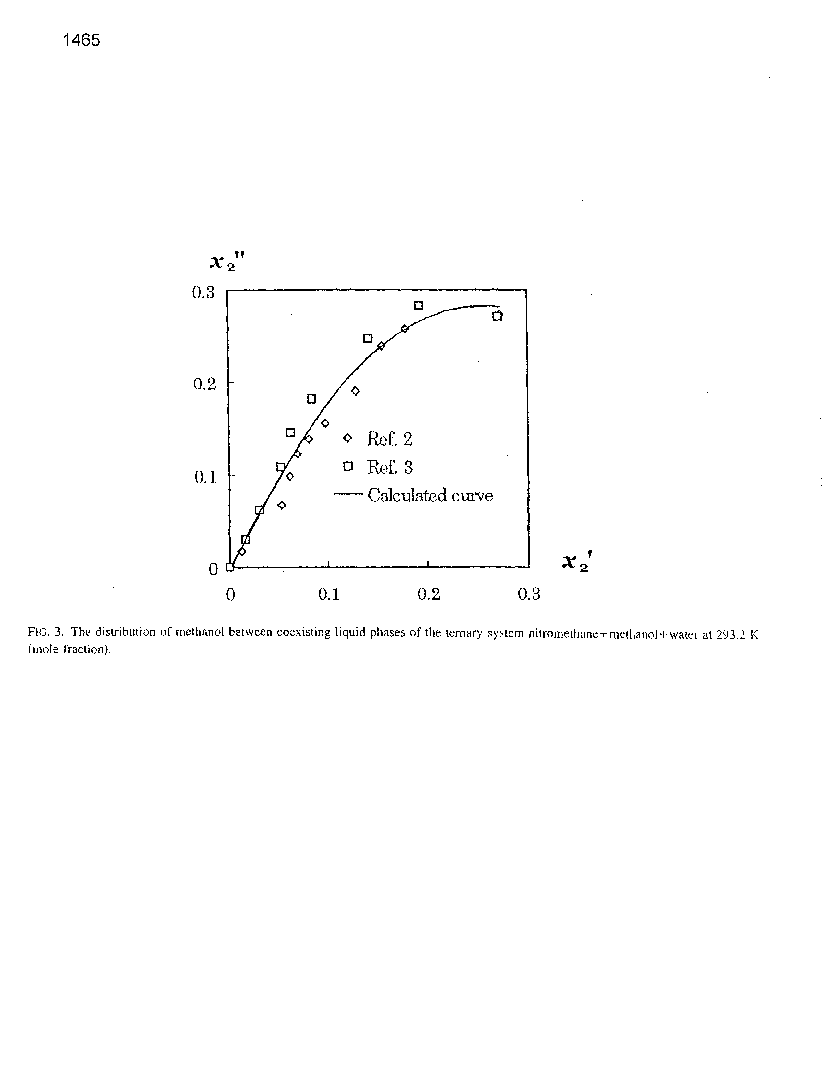 1465
x₂"
0.3
0.2
0.1
0
Ref. 2
Ref. 3
Calculated curve
x₂'
0 0.1 0.2 0.3
FIG. 3. The distribution of methanol between coexisting liquid phases of the ternary system nitromethane+methanol+water at 293.2 K
(mole fraction).